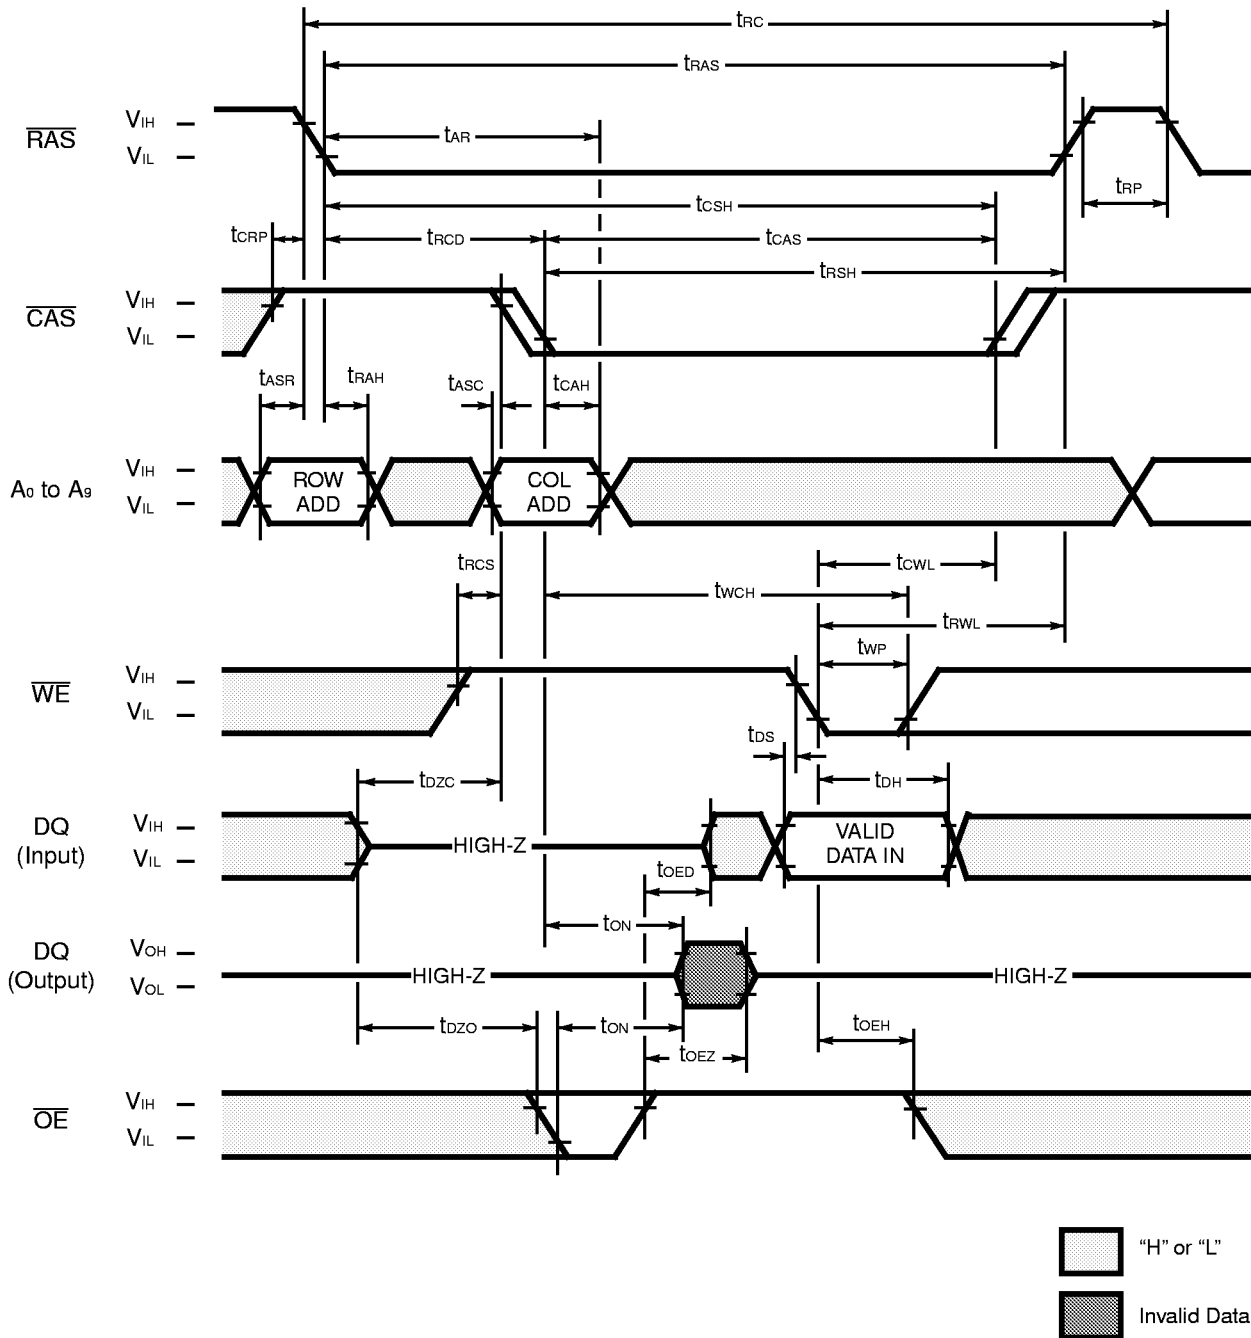 tRC
tRAS
RAS
VIH
VIL
tAR
tRP
tCSH
tCRP
tRCD
tCAS
tRSH
CAS
VIH
VIL
tASR
tRAH
tASC
tCAH
A0 to A9
VIH
VIL
ROW
ADD
COL
ADD
tRCS
tCWL
tWCH
tRWL
tWP
WE
VIH
VIL
tDS
tDZC
tDH
DQ
(Input)
VIH
VIL
HIGH-Z
VALID
DATA IN
tOED
tON
DQ
(Output)
VOH
VOL
HIGH-Z
HIGH-Z
tDZO
tON
tOEZ
tOEH
OE
VIH
VIL
“H” or “L”
Invalid Data